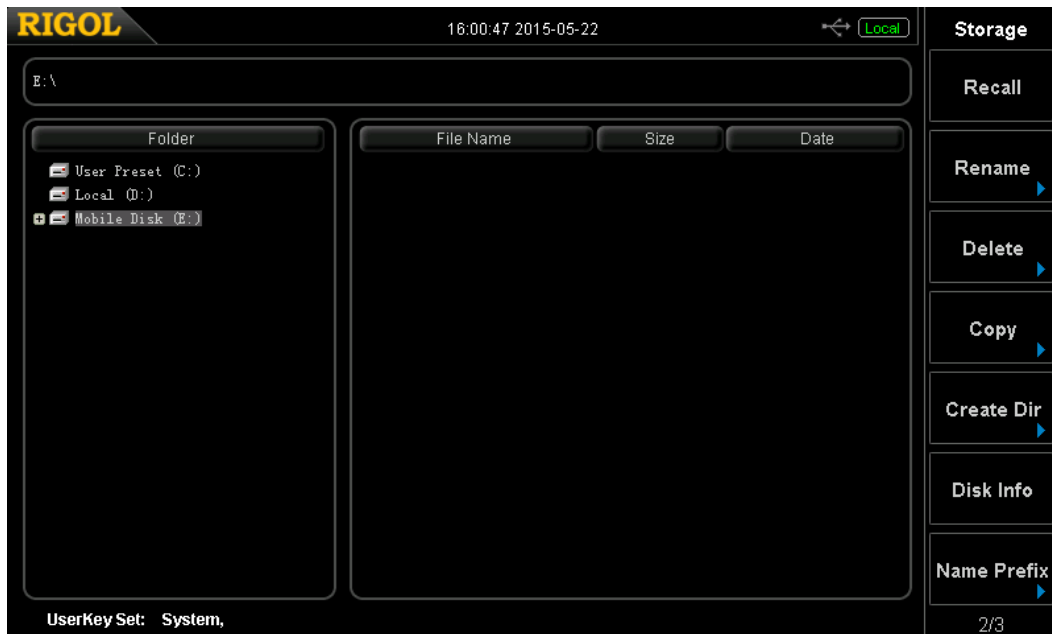 RIGOL
16:00:47 2015-05-22
Local
Storage
E:\
Folder
File Name
Size
Date
User Preset (C:)
Local (D:)
Mobile Disk (E:)
Recall
Rename
Delete
Copy
Create Dir
Disk Info
Name Prefix
UserKey Set: System,
2/3